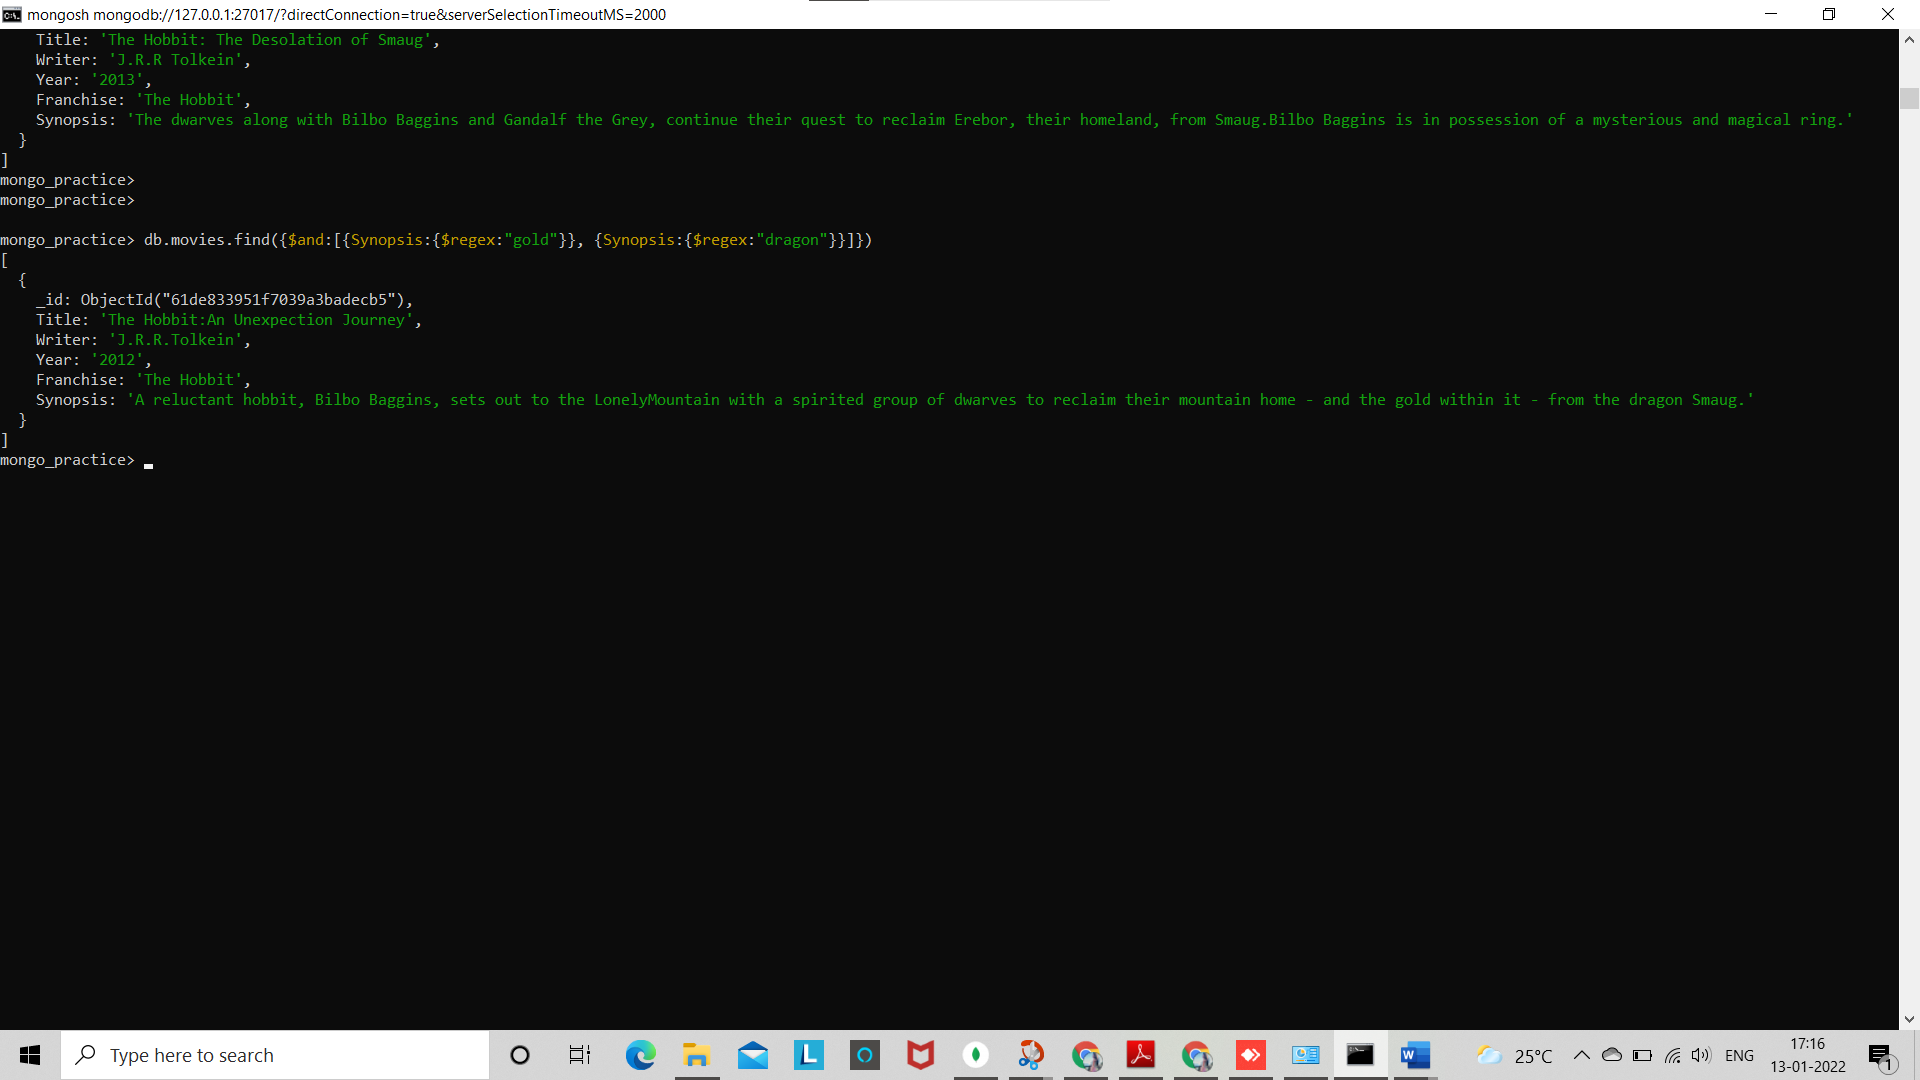 mongosh mongodb://127.0.0.1:27017/?directConnection=true&serverSelectionTimeoutMS=2000
Title: 'The Hobbit: The Desolation of Smaug',
Writer: 'J.R.R Tolkein',
Year: '2013',
Franchise: 'The Hobbit',
Synopsis: 'The dwarves along with Bilbo Baggins and Gandalf the Grey, continue their quest to reclaim Erebor, their homeland, from Smaug.Bilbo Baggins is in possession of a mysterious and magical ring.'
}
]
mongo_practice>
mongo_practice>
mongo_practice> db.movies.find({$and:[{Synopsis:{$regex:"gold"}}, {Synopsis:{$regex:"dragon"}}]})
[
{
_id: ObjectId("61de833951f7039a3badecb5"),
Title: 'The Hobbit:An Unexpection Journey',
Writer: 'J.R.R.Tolkein',
Year: '2012',
Franchise: 'The Hobbit',
Synopsis: 'A reluctant hobbit, Bilbo Baggins, sets out to the LonelyMountain with a spirited group of dwarves to reclaim their mountain home - and the gold within it - from the dragon Smaug.'
}
]
mongo_practice>
Type here to search
L
W
25°C
ENG
17:16
13-01-2022
1